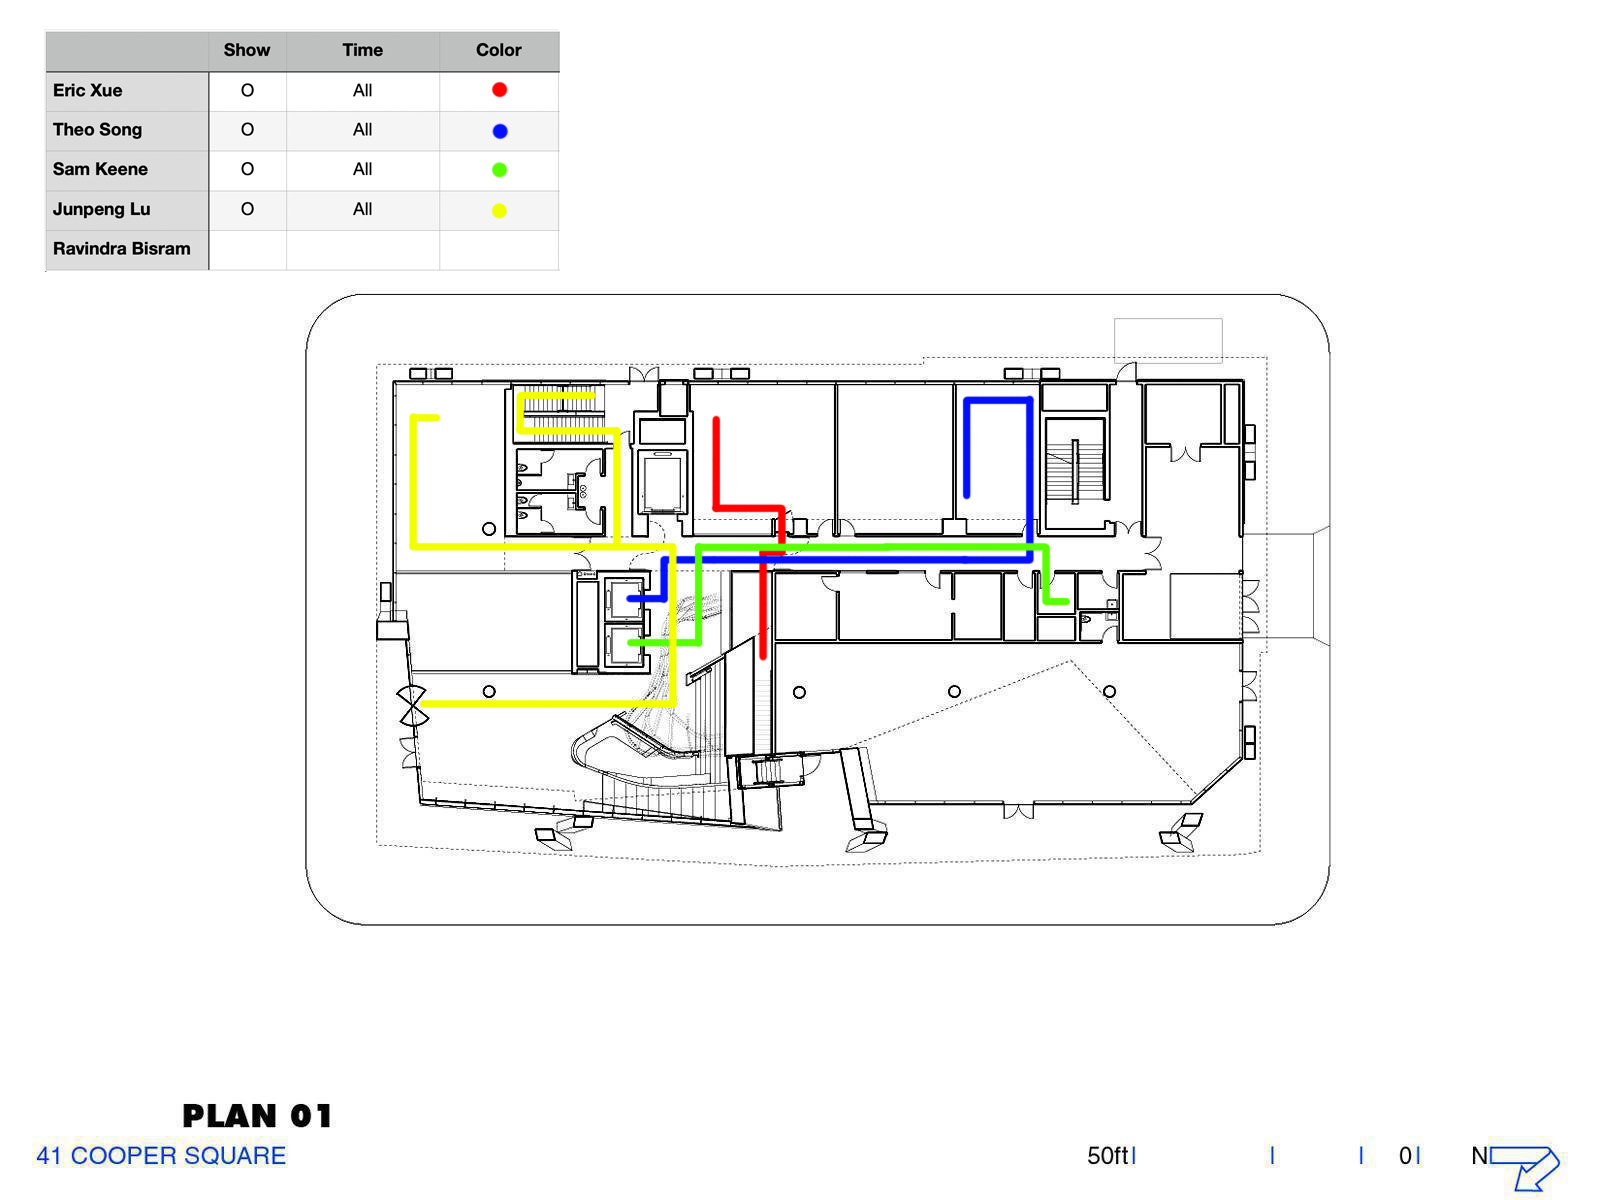 Show Time Color
Eric Xue O All
Theo Song O All
Sam Keene O All
Junpeng Lu O All
Ravindra Bisram
PLAN 01
41 COOPER SQUARE
50ft 0 N